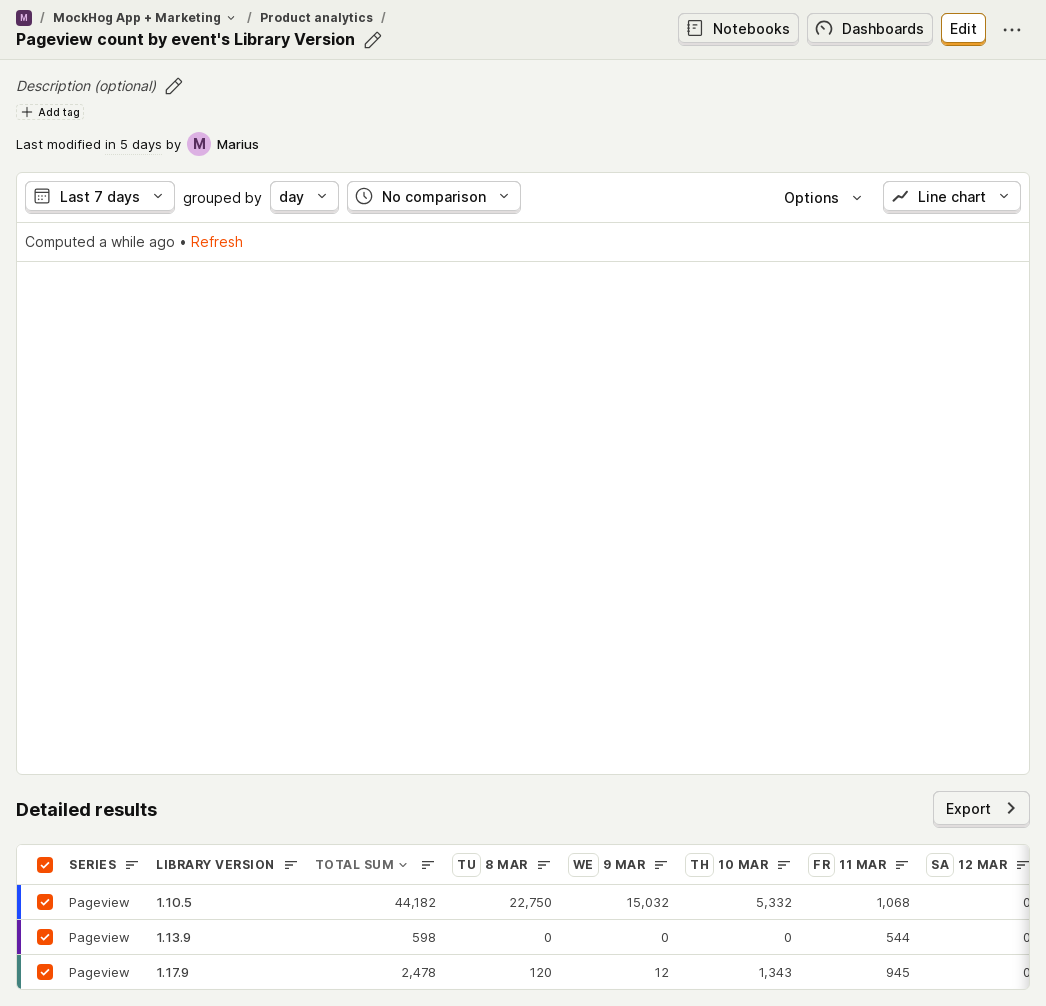 M / MockHog App + Marketing / Product analytics /
Pageview count by event's Library Version
Notebooks Dashboards Edit
Description (optional)
Add tag
Last modified in 5 days by M Marius
Last 7 days grouped by day No comparison Options Line chart
Computed a while ago • Refresh
Detailed results Export
SERIES LIBRARY VERSION TOTAL SUM TU 8 MAR WE 9 MAR TH 10 MAR FR 11 MAR SA 12 MAR
Pageview 1.10.5 44,182 22,750 15,032 5,332 1,068 0
Pageview 1.13.9 598 0 0 0 544 0
Pageview 1.17.9 2,478 120 12 1,343 945 0